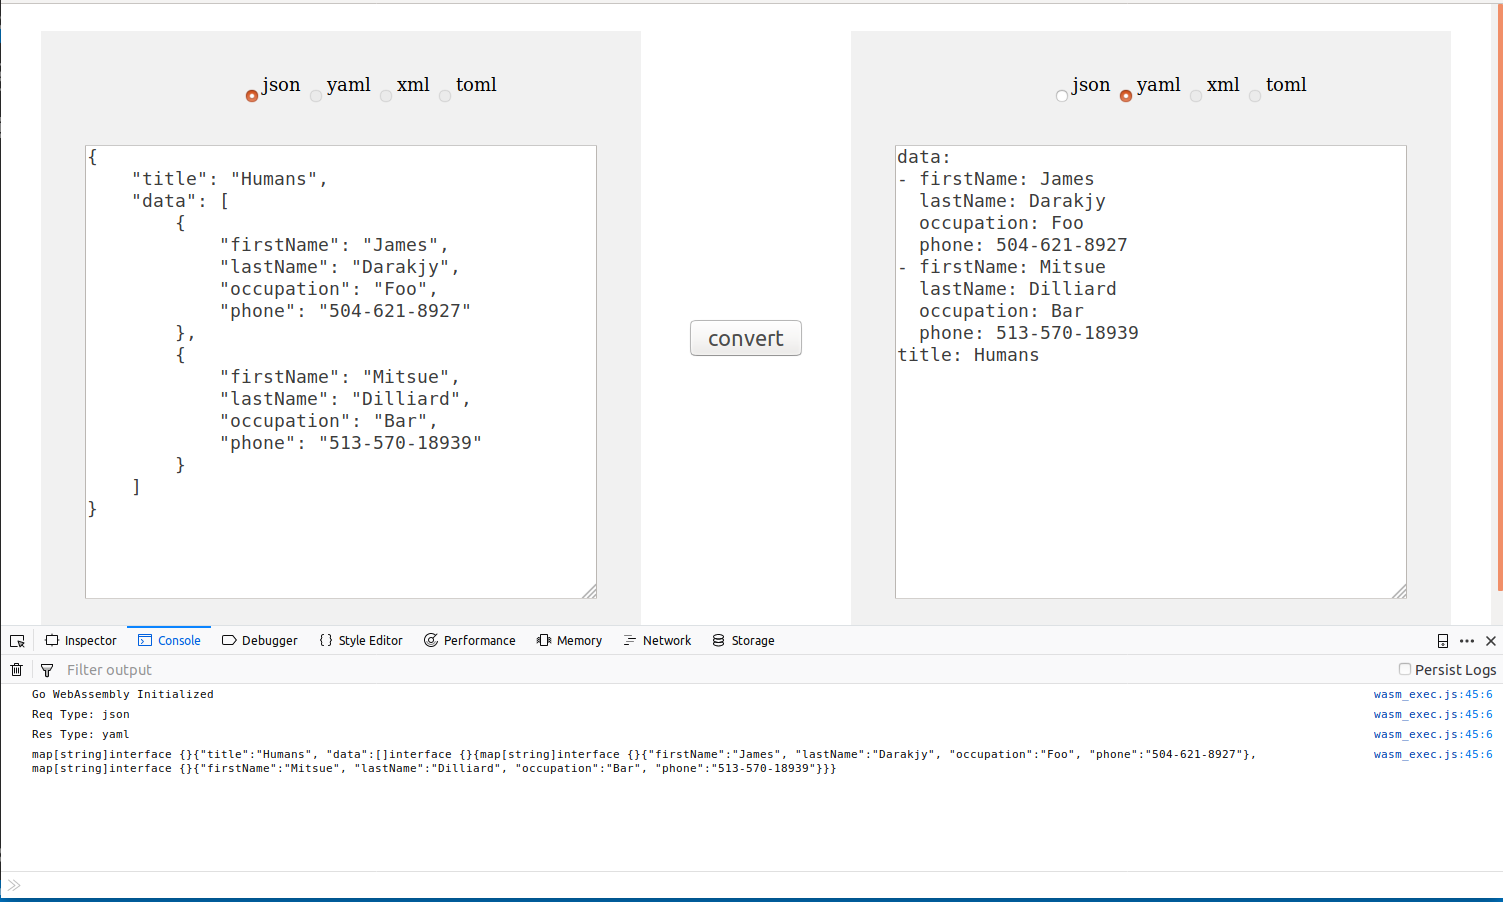 json yaml xml toml
{
    "title": "Humans",
    "data": [
        {
            "firstName": "James",
            "lastName": "Darakjy",
            "occupation": "Foo",
            "phone": "504-621-8927"
        },
        {
            "firstName": "Mitsue",
            "lastName": "Dilliard",
            "occupation": "Bar",
            "phone": "513-570-18939"
        }
    ]
}
convert
json yaml xml toml
data:
- firstName: James
  lastName: Darakjy
  occupation: Foo
  phone: 504-621-8927
- firstName: Mitsue
  lastName: Dilliard
  occupation: Bar
  phone: 513-570-18939
title: Humans
Inspector Console Debugger { } Style Editor Performance Memory Network Storage
Filter output Persist Logs
Go WebAssembly Initialized wasm_exec.js:45:6
Req Type: json wasm_exec.js:45:6
Res Type: yaml wasm_exec.js:45:6
map[string]interface {}{"title":"Humans", "data":[]interface {}{map[string]interface {}{"firstName":"James", "lastName":"Darakjy", "occupation":"Foo", "phone":"504-621-8927"}, wasm_exec.js:45:6
map[string]interface {}{"firstName":"Mitsue", "lastName":"Dilliard", "occupation":"Bar", "phone":"513-570-18939"}}}